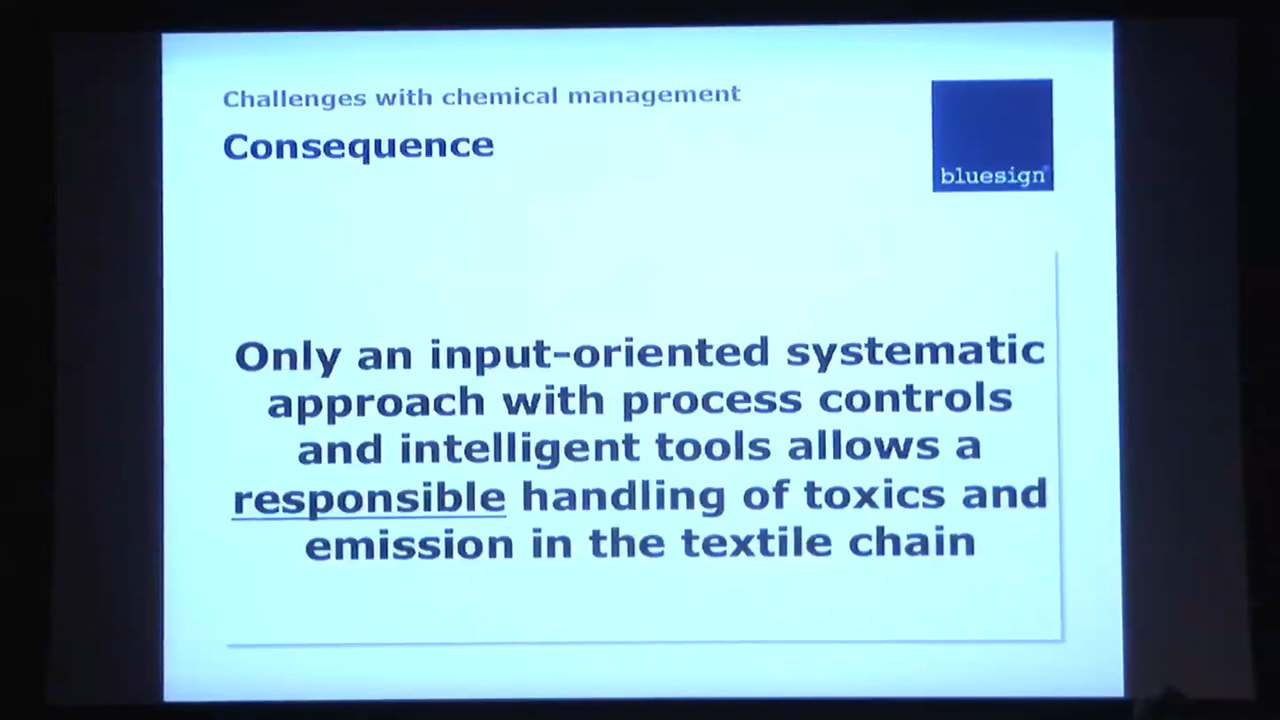 Challenges with chemical management
Consequence
bluesign®
Only an input-oriented systematic
approach with process controls
and intelligent tools allows a
responsible handling of toxics and
emission in the textile chain